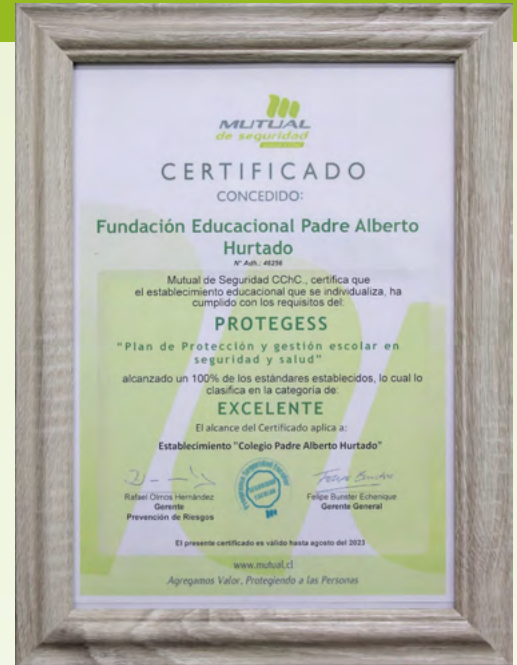 MUTUAL
de seguridad
CERTIFICADO
CONCEDIDO:
Fundación Educacional Padre Alberto
Hurtado
N° Adh.: 46256
Mutual de Seguridad CChC., certifica que
el establecimiento educacional que se individualiza, ha
cumplido con los requisitos del:
PROTEGESS
"Plan de Protección y gestión escolar en
seguridad y salud"
alcanzado un 100% de los estándares establecidos, lo cual lo
clasifica en la categoría de:
EXCELENTE
El alcance del Certificado aplica a:
Establecimiento "Colegio Padre Alberto Hurtado"
Rafael Olmos Hernández
Gerente
Prevención de Riesgos
Felipe Bunster Echenique
Gerente General
El presente certificado es válido hasta agosto del 2023
www.mutual.cl
Agregamos Valor, Protegiendo a las Personas